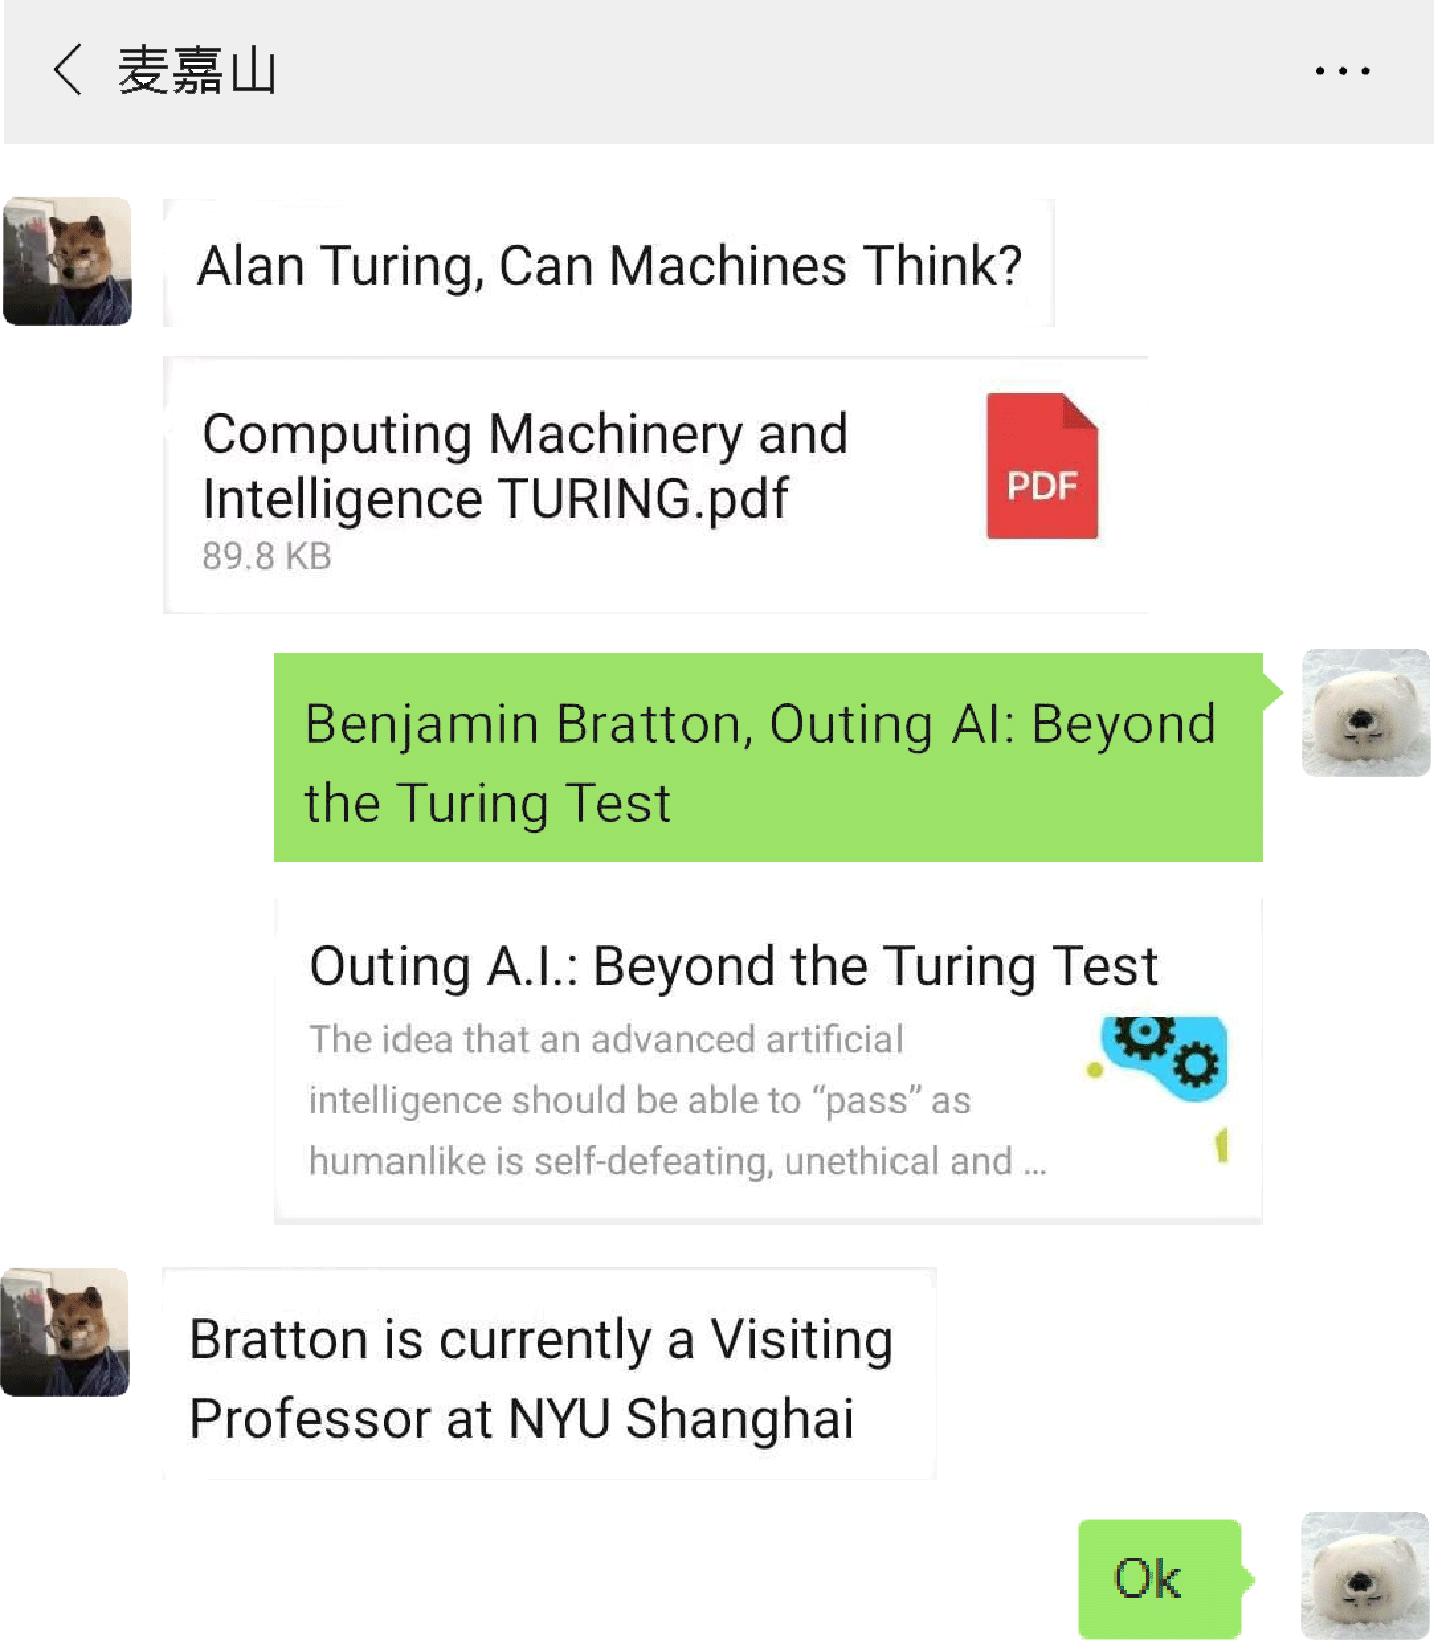 麦嘉山
Alan Turing, Can Machines Think?
Computing Machinery and
Intelligence TURING.pdf
89.8 KB
PDF
Benjamin Bratton, Outing AI: Beyond
the Turing Test
Outing A.I.: Beyond the Turing Test
The idea that an advanced artificial
intelligence should be able to “pass” as
humanlike is self-defeating, unethical and ...
Bratton is currently a Visiting
Professor at NYU Shanghai
Ok